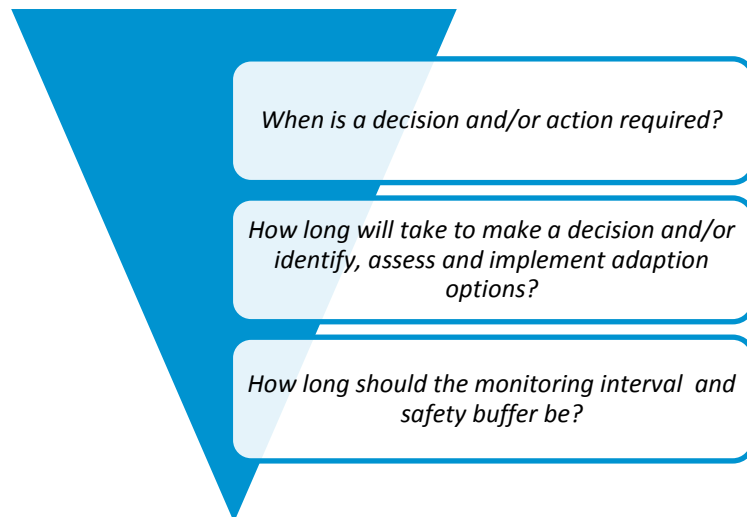 When is a decision and/or action required?
How long will take to make a decision and/or
identify, assess and implement adaption
options?
How long should the monitoring interval  and
safety buffer be?